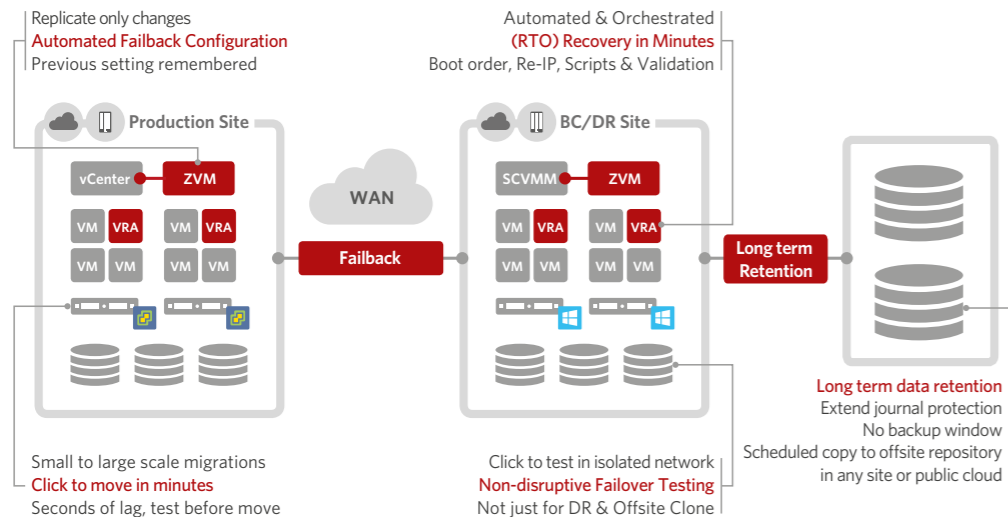 Replicate only changes
Automated Failback Configuration
Previous setting remembered
Automated & Orchestrated
(RTO) Recovery in Minutes
Boot order, Re-IP, Scripts & Validation
Production Site
vCenter
ZVM
VM
VRA
VM
VRA
VM
VM
VM
VM
WAN
Failback
BC/DR Site
SCVMM
ZVM
VM
VRA
VM
VRA
VM
VM
VM
VM
Long term
Retention
Long term data retention
Extend journal protection
No backup window
Scheduled copy to offsite repository
in any site or public cloud
Small to large scale migrations
Click to move in minutes
Seconds of lag, test before move
Click to test in isolated network
Non-disruptive Failover Testing
Not just for DR & Offsite Clone